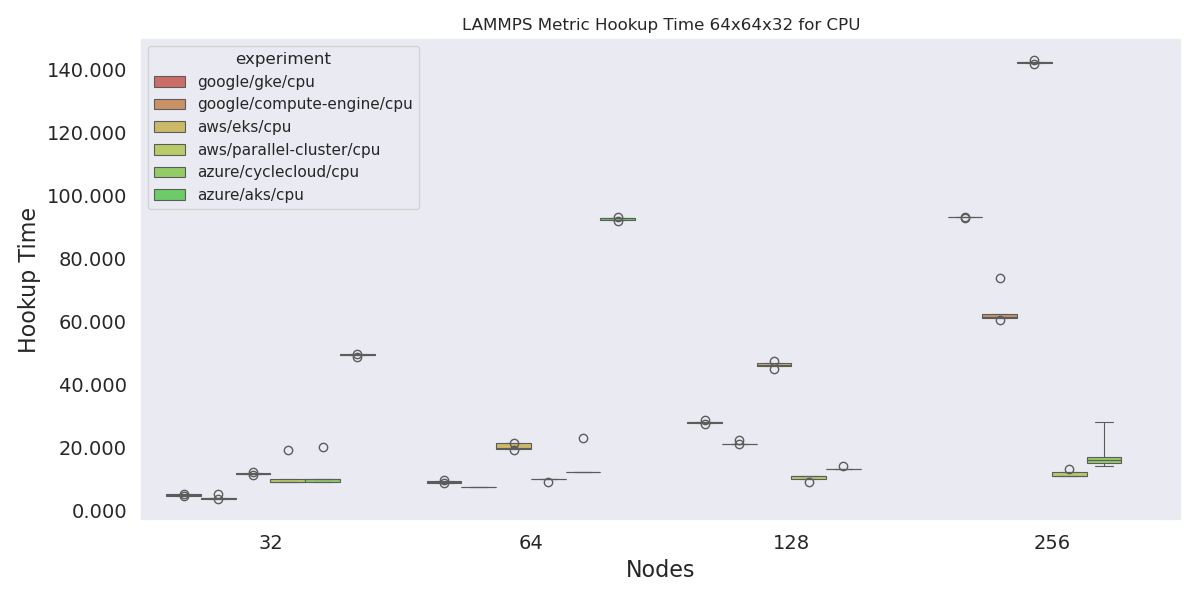 LAMMPS Metric Hookup Time 64x64x32 for CPU
experiment
google/gke/cpu
google/compute-engine/cpu
aws/eks/cpu
aws/parallel-cluster/cpu
azure/cyclecloud/cpu
azure/aks/cpu
Hookup Time
140.000
120.000
100.000
80.000
60.000
40.000
20.000
0.000
32 64 128 256
Nodes